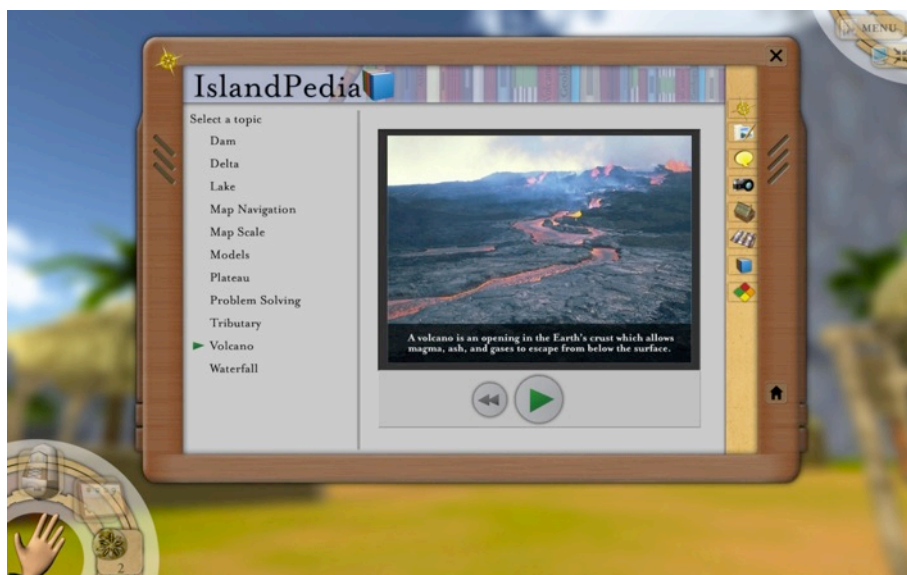 MENU
IslandPedia
Select a topic
Dam
Delta
Lake
Map Navigation
Map Scale
Models
Plateau
Problem Solving
Tributary
Volcano
Waterfall
A volcano is an opening in the Earth's crust which allows
magma, ash, and gases to escape from below the surface.
2